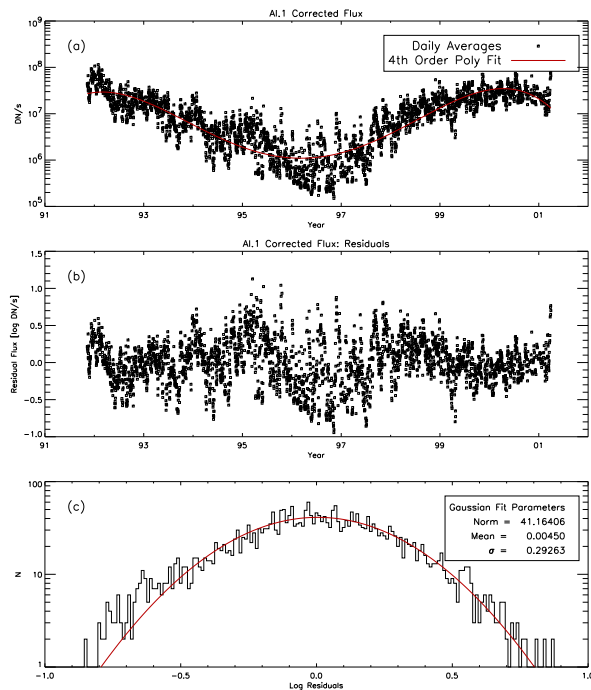 Al.1 Corrected Flux
10⁹
(a)
Daily Averages
4th Order Poly Fit
10⁸
DN/s
10⁷
10⁶
10⁵
91 93 95 97 99 01
Year
Al.1 Corrected Flux: Residuals
1.5
(b)
1.0
Residual Flux [log DN/s]
0.5
0.0
-0.5
-1.0
91 93 95 97 99 01
Year
100
(c)
Gaussian Fit Parameters
Norm = 41.16406
Mean = 0.00450
σ = 0.29263
N
10
1
-1.0 -0.5 0.0 0.5 1.0
Log Residuals